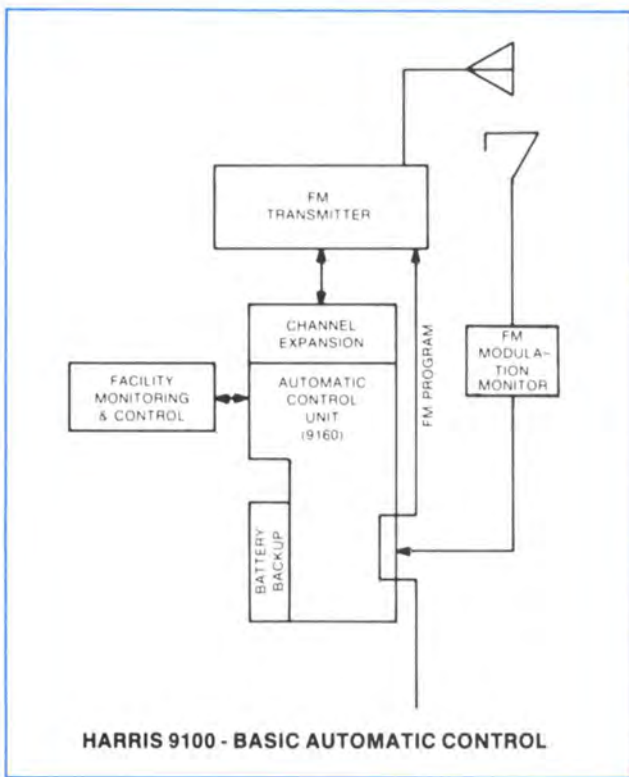 FM
TRANSMITTER
CHANNEL
EXPANSION
FACILITY
MONITORING
& CONTROL
AUTOMATIC
CONTROL
UNIT
(9160)
FM PROGRAM
FM
MODULA-
TION
MONITOR
BATTERY
BACKUP
HARRIS 9100 - BASIC AUTOMATIC CONTROL